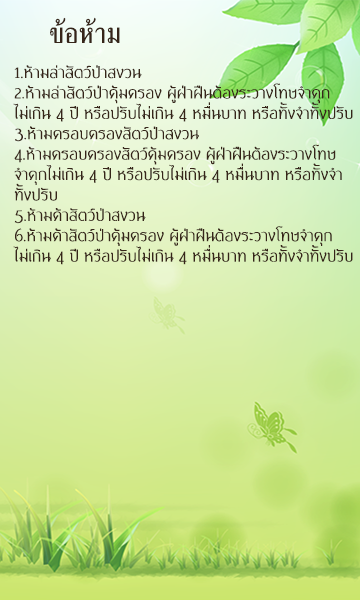 ข้อห้าม
1.ห้ามล่าสัตว์ป่าสงวน
2.ห้ามล่าสัตว์ป่าคุ้มครอง ผู้ฝ่าฝืนต้องระวางโทษจำคุก
ไม่เกิน 4 ปี หรือปรับไม่เกิน 4 หมื่นบาท หรือทั้งจำทั้งปรับ
3.ห้ามครอบครองสัตว์ป่าสงวน
4.ห้ามครอบครองสัตว์คุ้มครอง ผู้ฝ่าฝืนต้องระวางโทษ
จำคุกไม่เกิน 4 ปี หรือปรับไม่เกิน 4 หมื่นบาท หรือทั้งจำ
ทั้งปรับ
5.ห้ามค้าสัตว์ป่าสงวน
6.ห้ามค้าสัตว์ป่าคุ้มครอง ผู้ฝ่าฝืนต้องระวางโทษจำคุก
ไม่เกิน 4 ปี หรือปรับไม่เกิน 4 หมื่นบาท หรือทั้งจำทั้งปรับ